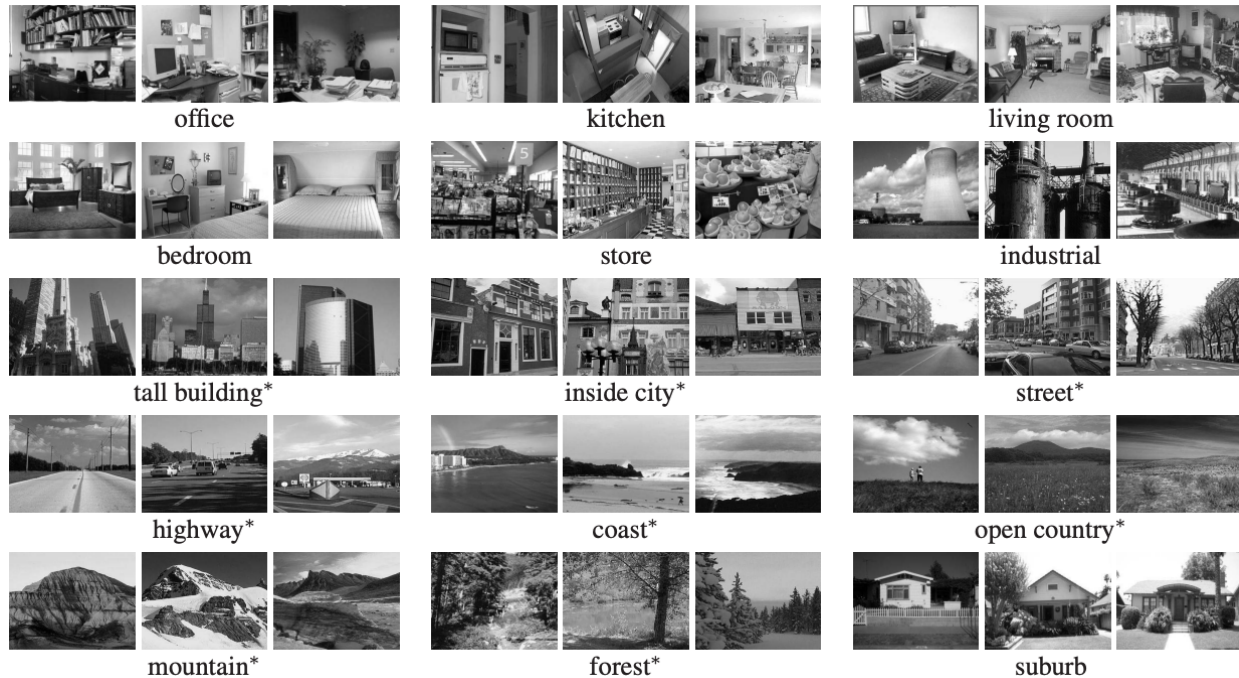 office
kitchen
living room
5
bedroom
store
industrial
tall building*
inside city*
street*
highway*
coast*
open country*
mountain*
forest*
suburb